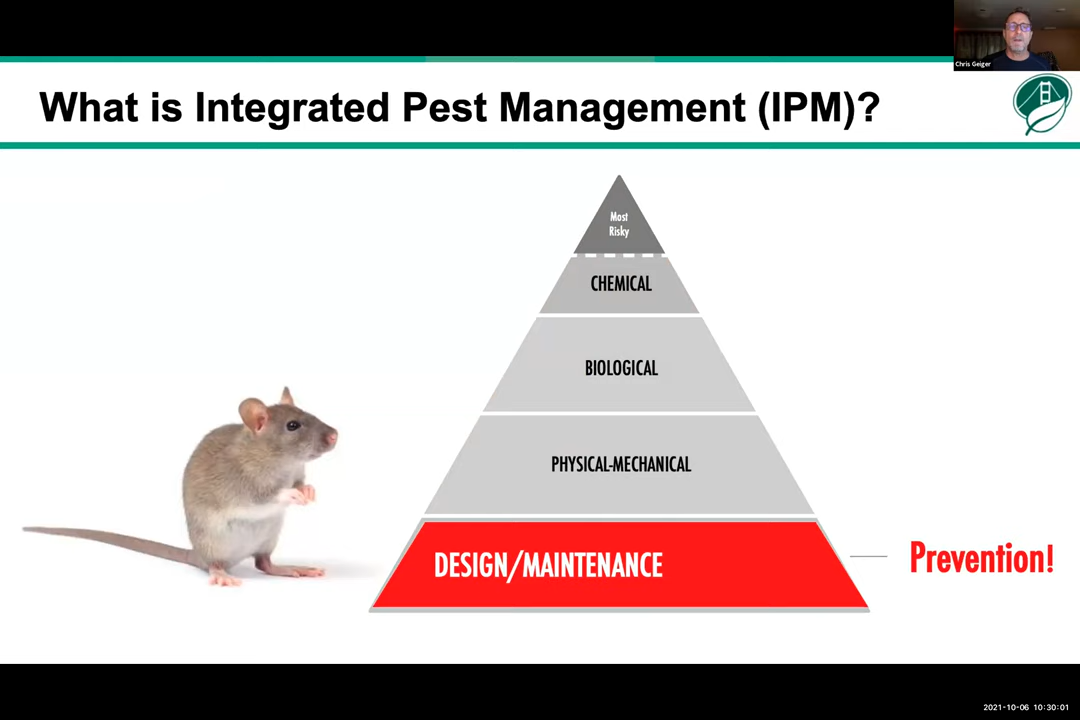 Chris Geiger
What is Integrated Pest Management (IPM)?
Most
Risky
CHEMICAL
BIOLOGICAL
PHYSICAL-MECHANICAL
DESIGN/MAINTENANCE
Prevention!
2021-10-06 10:30:01